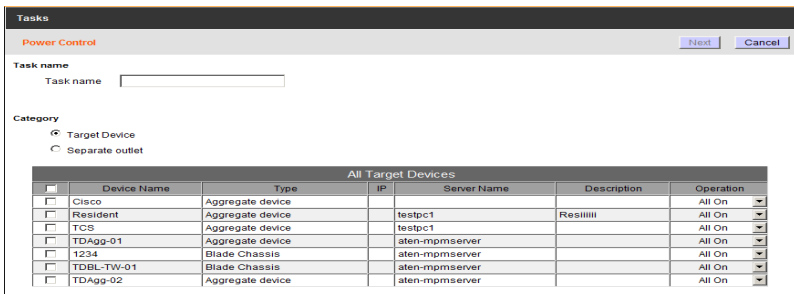 Tasks
Power Control Next Cancel
Task name
Task name
Category
Target Device
Separate outlet
All Target Devices
Device Name Type IP Server Name Description Operation
Cisco Aggregate device All On
Resident Aggregate device testpc1 Resiiiiii All On
TCS Aggregate device testpc1 All On
TDAgg-01 Aggregate device aten-mpmserver All On
1234 Blade Chassis aten-mpmserver All On
TDBL-TW-01 Blade Chassis aten-mpmserver All On
TDAgg-02 Aggregate device aten-mpmserver All On